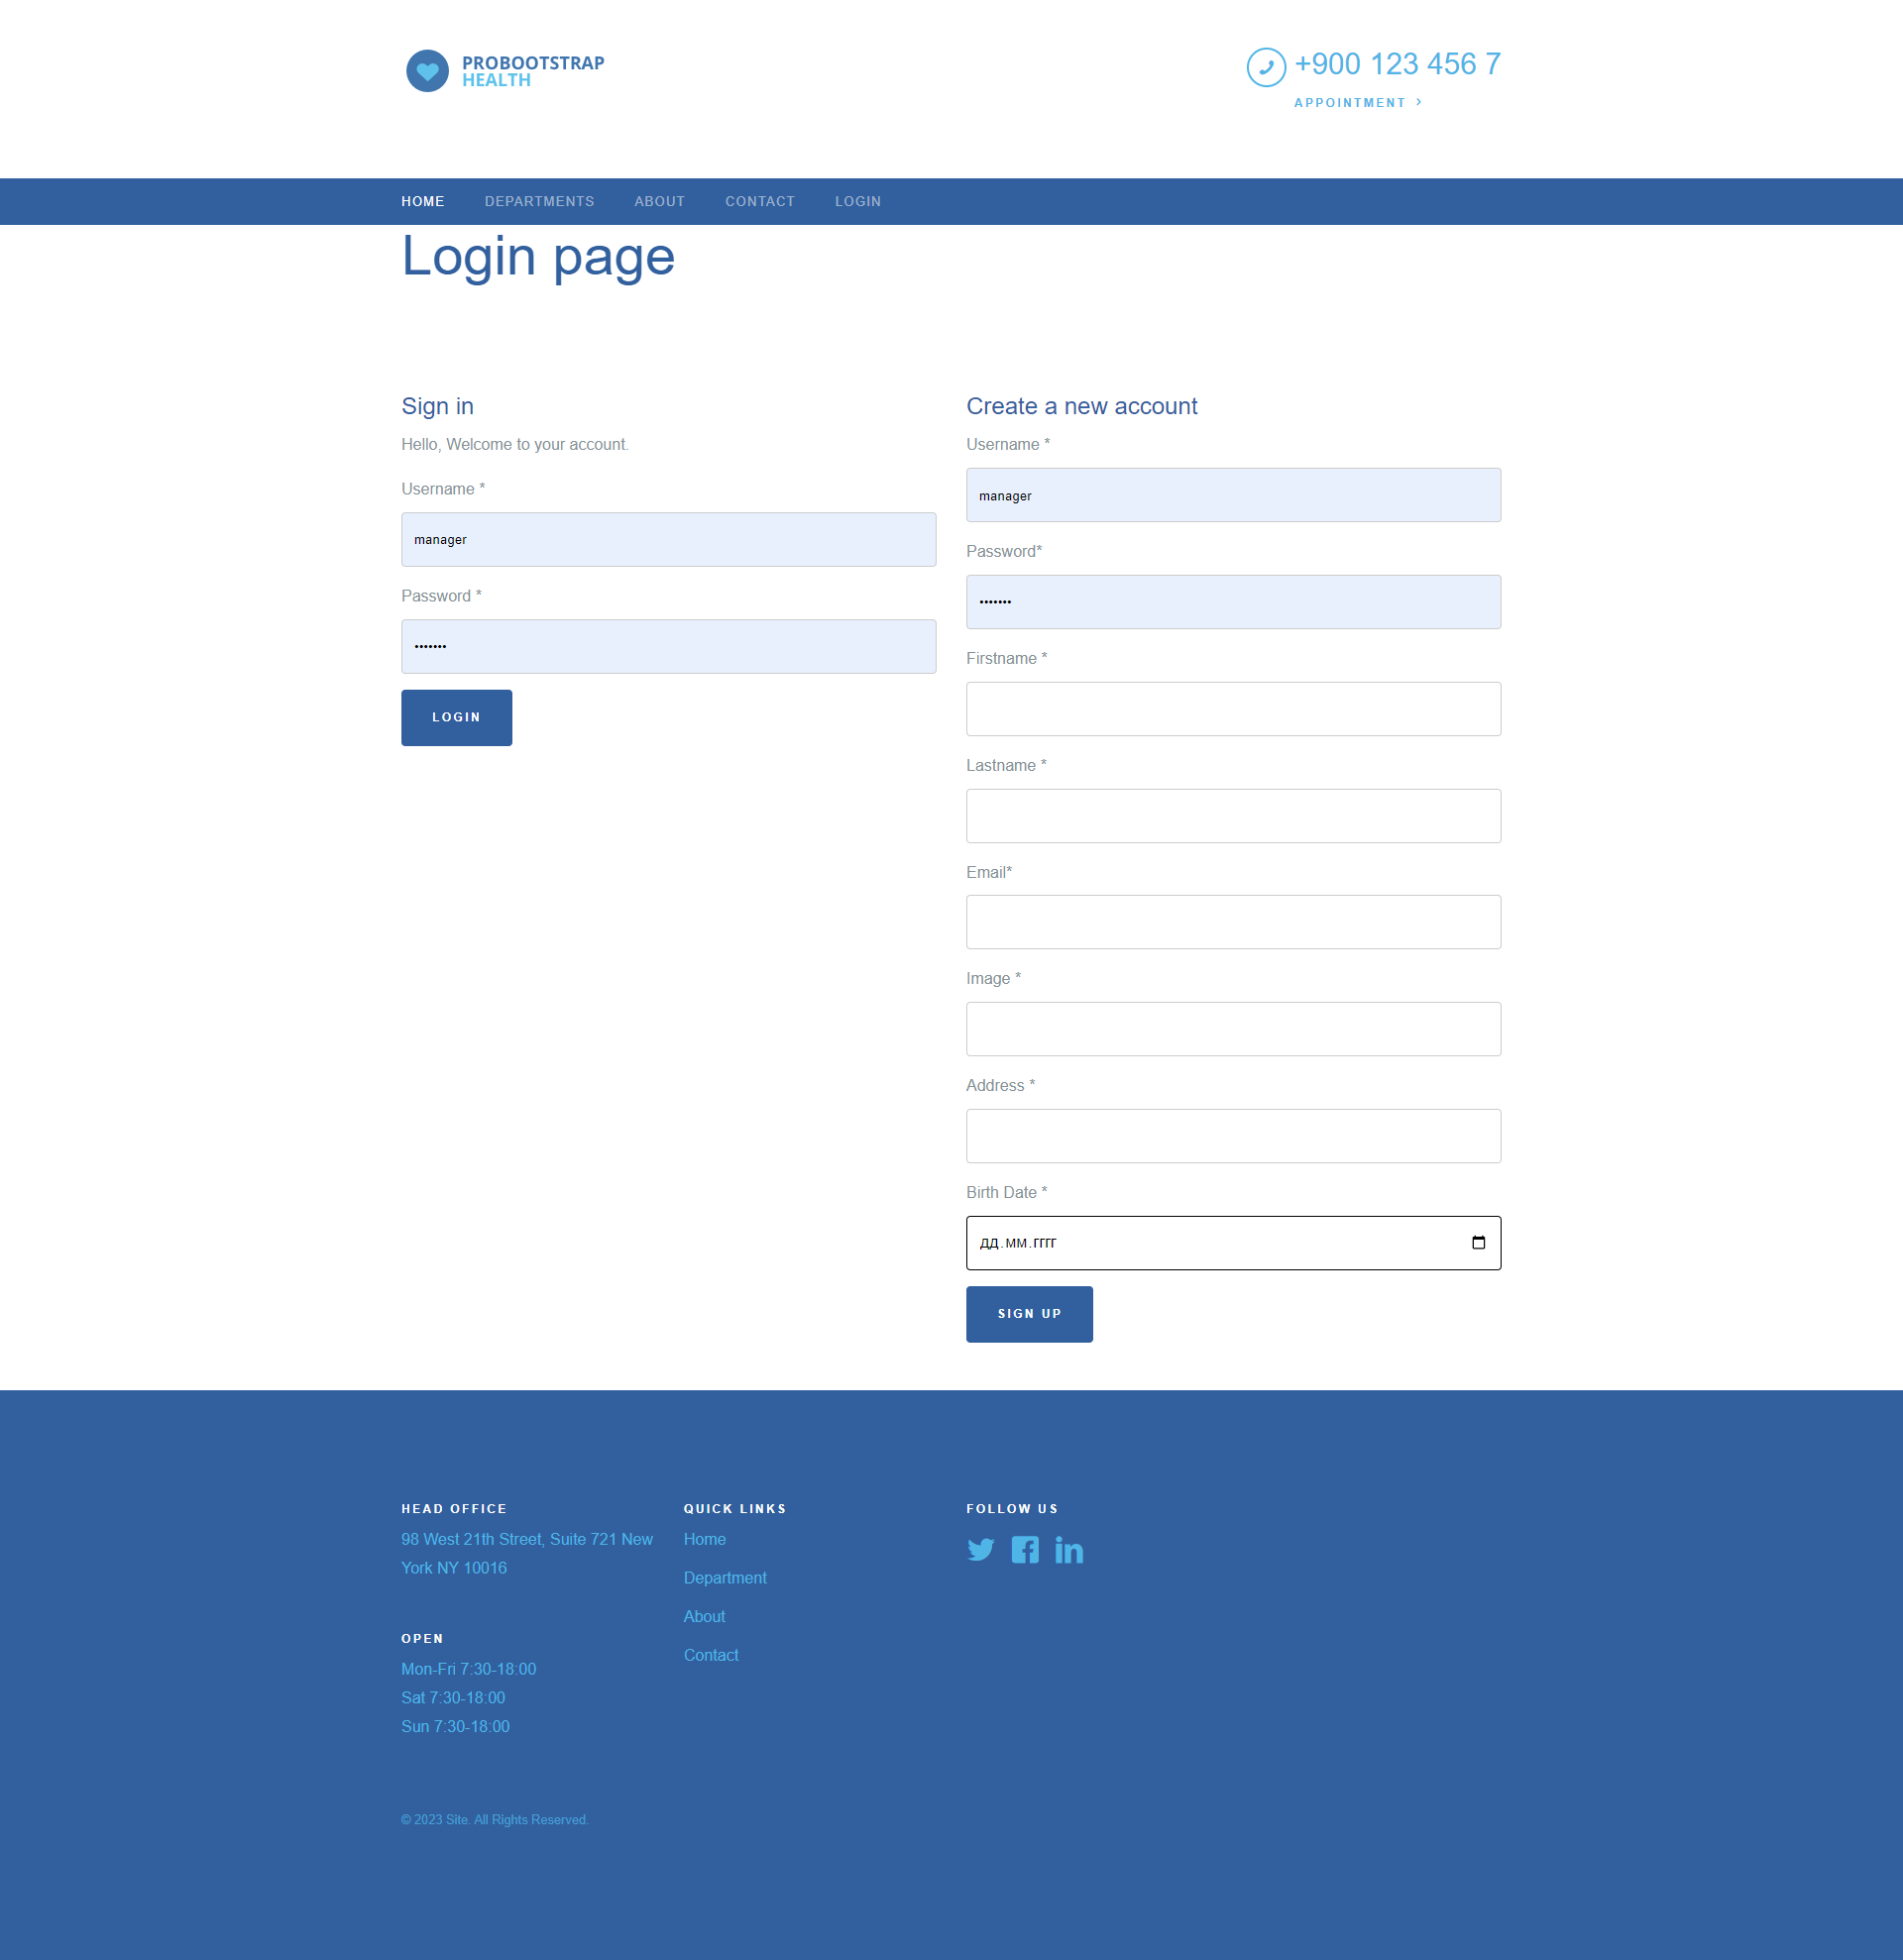 PROBOOTSTRAP
HEALTH
+900 123 456 7
APPOINTMENT
HOME DEPARTMENTS ABOUT CONTACT LOGIN
Login page
Sign in
Hello, Welcome to your account.
Username *
manager
Password *
•••••••
LOGIN
Create a new account
Username *
manager
Password*
•••••••
Firstname *
Lastname *
Email*
Image *
Address *
Birth Date *
ДД.ММ.ГГГГ
SIGN UP
HEAD OFFICE
98 West 21th Street, Suite 721 New
York NY 10016
OPEN
Mon-Fri 7:30-18:00
Sat 7:30-18:00
Sun 7:30-18:00
QUICK LINKS
Home
Department
About
Contact
FOLLOW US
© 2023 Site. All Rights Reserved.